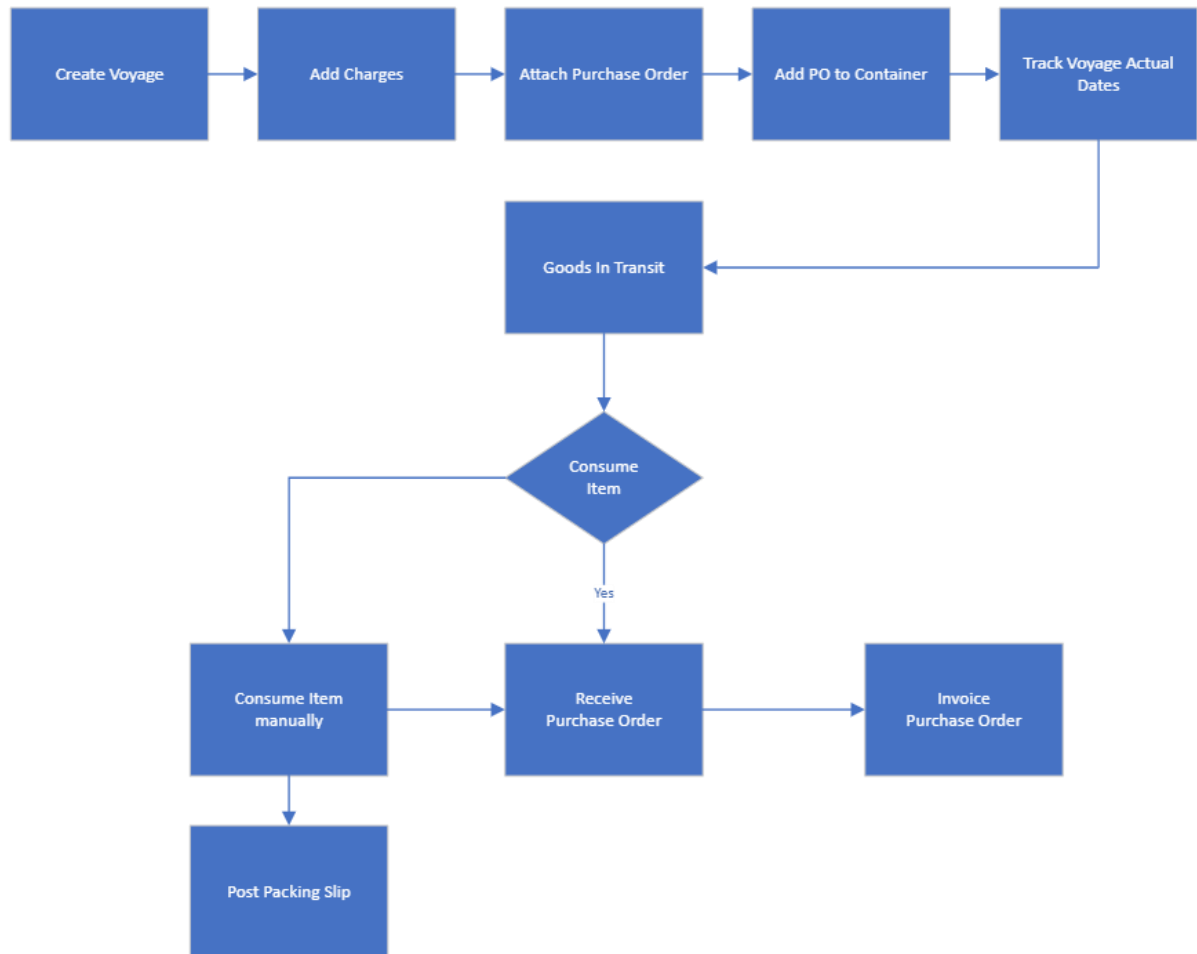 Create Voyage
Add Charges
Attach Purchase Order
Add PO to Container
Track Voyage Actual
Dates
Goods In Transit
Consume
Item
Yes
Consume Item
manually
Receive
Purchase Order
Invoice
Purchase Order
Post Packing Slip